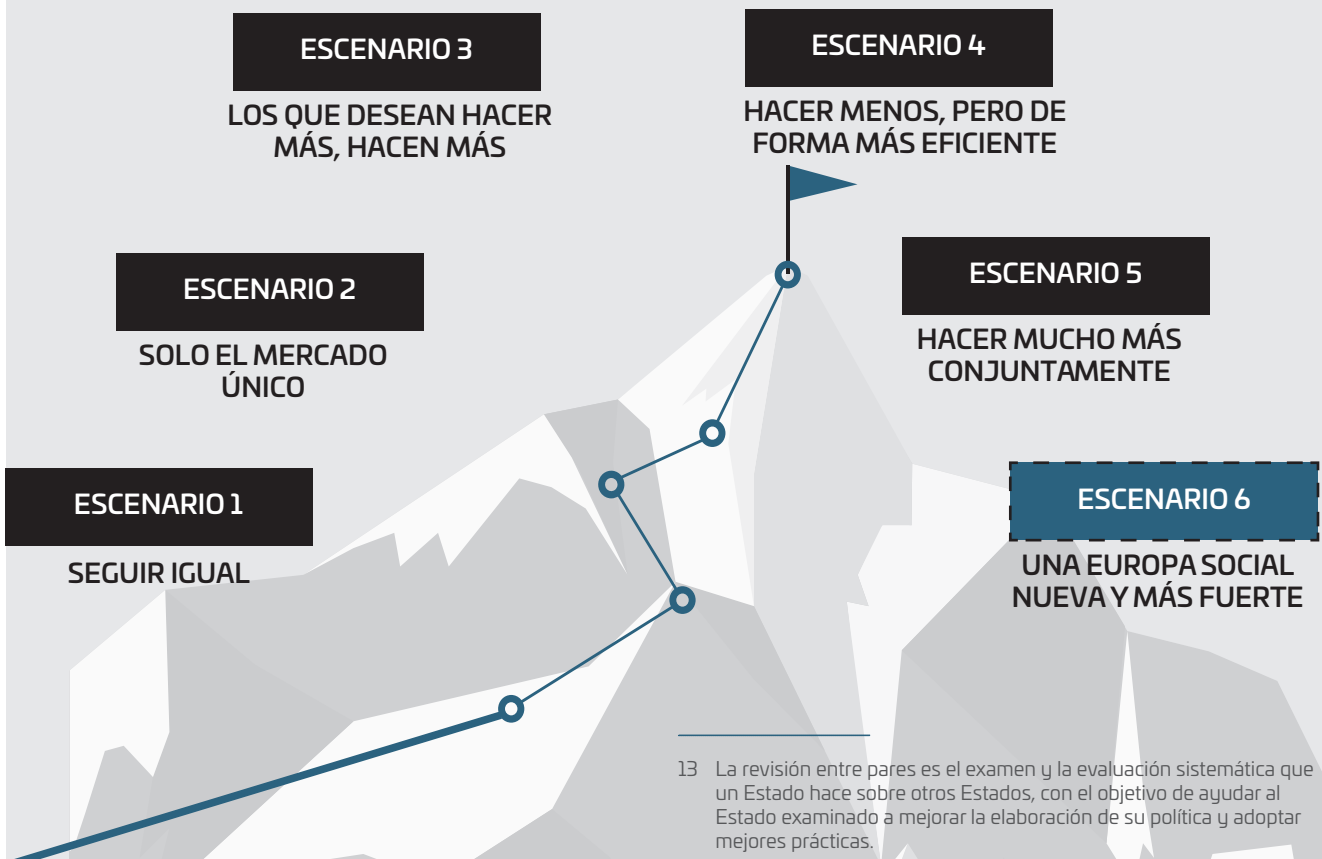 ESCENARIO 3
LOS QUE DESEAN HACER
MÁS, HACEN MÁS
ESCENARIO 4
HACER MENOS, PERO DE
FORMA MÁS EFICIENTE
ESCENARIO 2
SOLO EL MERCADO
ÚNICO
ESCENARIO 5
HACER MUCHO MÁS
CONJUNTAMENTE
ESCENARIO 1
SEGUIR IGUAL
ESCENARIO 6
UNA EUROPA SOCIAL
NUEVA Y MÁS FUERTE
13 La revisión entre pares es el examen y la evaluación sistemática que
un Estado hace sobre otros Estados, con el objetivo de ayudar al
Estado examinado a mejorar la elaboración de su política y adoptar
mejores prácticas.